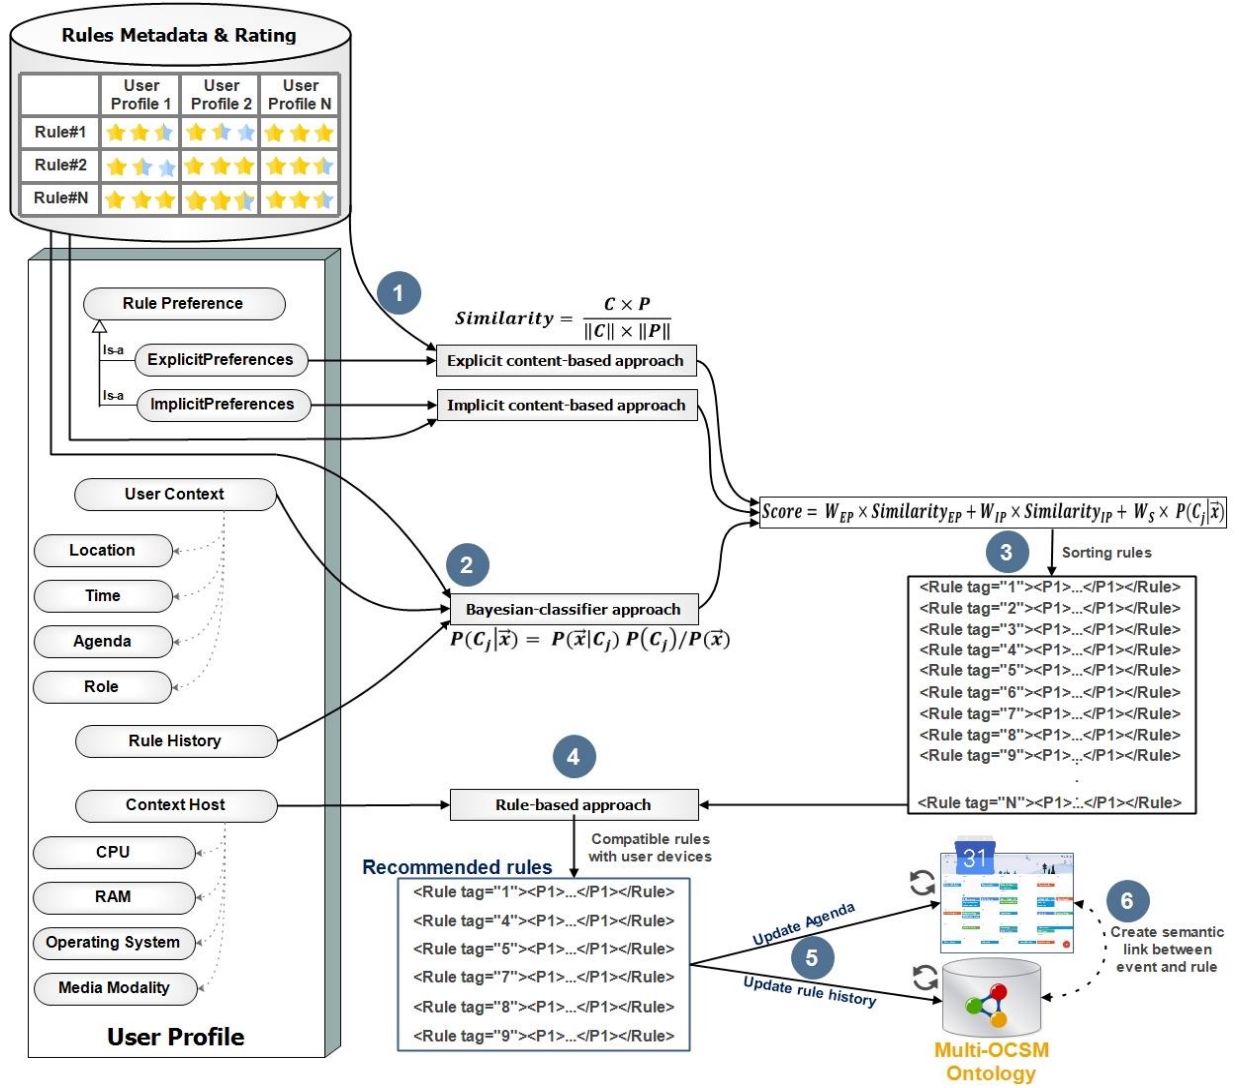 Rules Metadata & Rating
User Profile 1
User Profile 2
User Profile N
Rule#1
Rule#2
Rule#N
Rule Preference
Is-a
ExplicitPreferences
Is-a
ImplicitPreferences
User Context
Location
Time
Agenda
Role
Rule History
Context Host
CPU
RAM
Operating System
Media Modality
User Profile
1
Similarity = C × P / ‖C‖ × ‖P‖
Explicit content-based approach
Implicit content-based approach
2
Bayesian-classifier approach
P(Cⱼ|x⃗) = P(x⃗|Cⱼ) P(Cⱼ)/P(x⃗)
Score = W_EP × Similarity_EP + W_IP × Similarity_IP + W_S × P(Cⱼ|x⃗)
3
Sorting rules
<Rule tag="1"><P1>...</P1></Rule>
<Rule tag="2"><P1>...</P1></Rule>
<Rule tag="3"><P1>...</P1></Rule>
<Rule tag="4"><P1>...</P1></Rule>
<Rule tag="5"><P1>...</P1></Rule>
<Rule tag="6"><P1>...</P1></Rule>
<Rule tag="7"><P1>...</P1></Rule>
<Rule tag="8"><P1>...</P1></Rule>
<Rule tag="9"><P1>...</P1></Rule>
.
.
.
<Rule tag="N"><P1>...</P1></Rule>
4
Rule-based approach
Compatible rules
with user devices
Recommended rules
<Rule tag="1"><P1>...</P1></Rule>
<Rule tag="4"><P1>...</P1></Rule>
<Rule tag="5"><P1>...</P1></Rule>
<Rule tag="7"><P1>...</P1></Rule>
<Rule tag="8"><P1>...</P1></Rule>
<Rule tag="9"><P1>...</P1></Rule>
Update Agenda
5
Update rule history
31
6
Create semantic
link between
event and rule
Multi-OCSM
Ontology